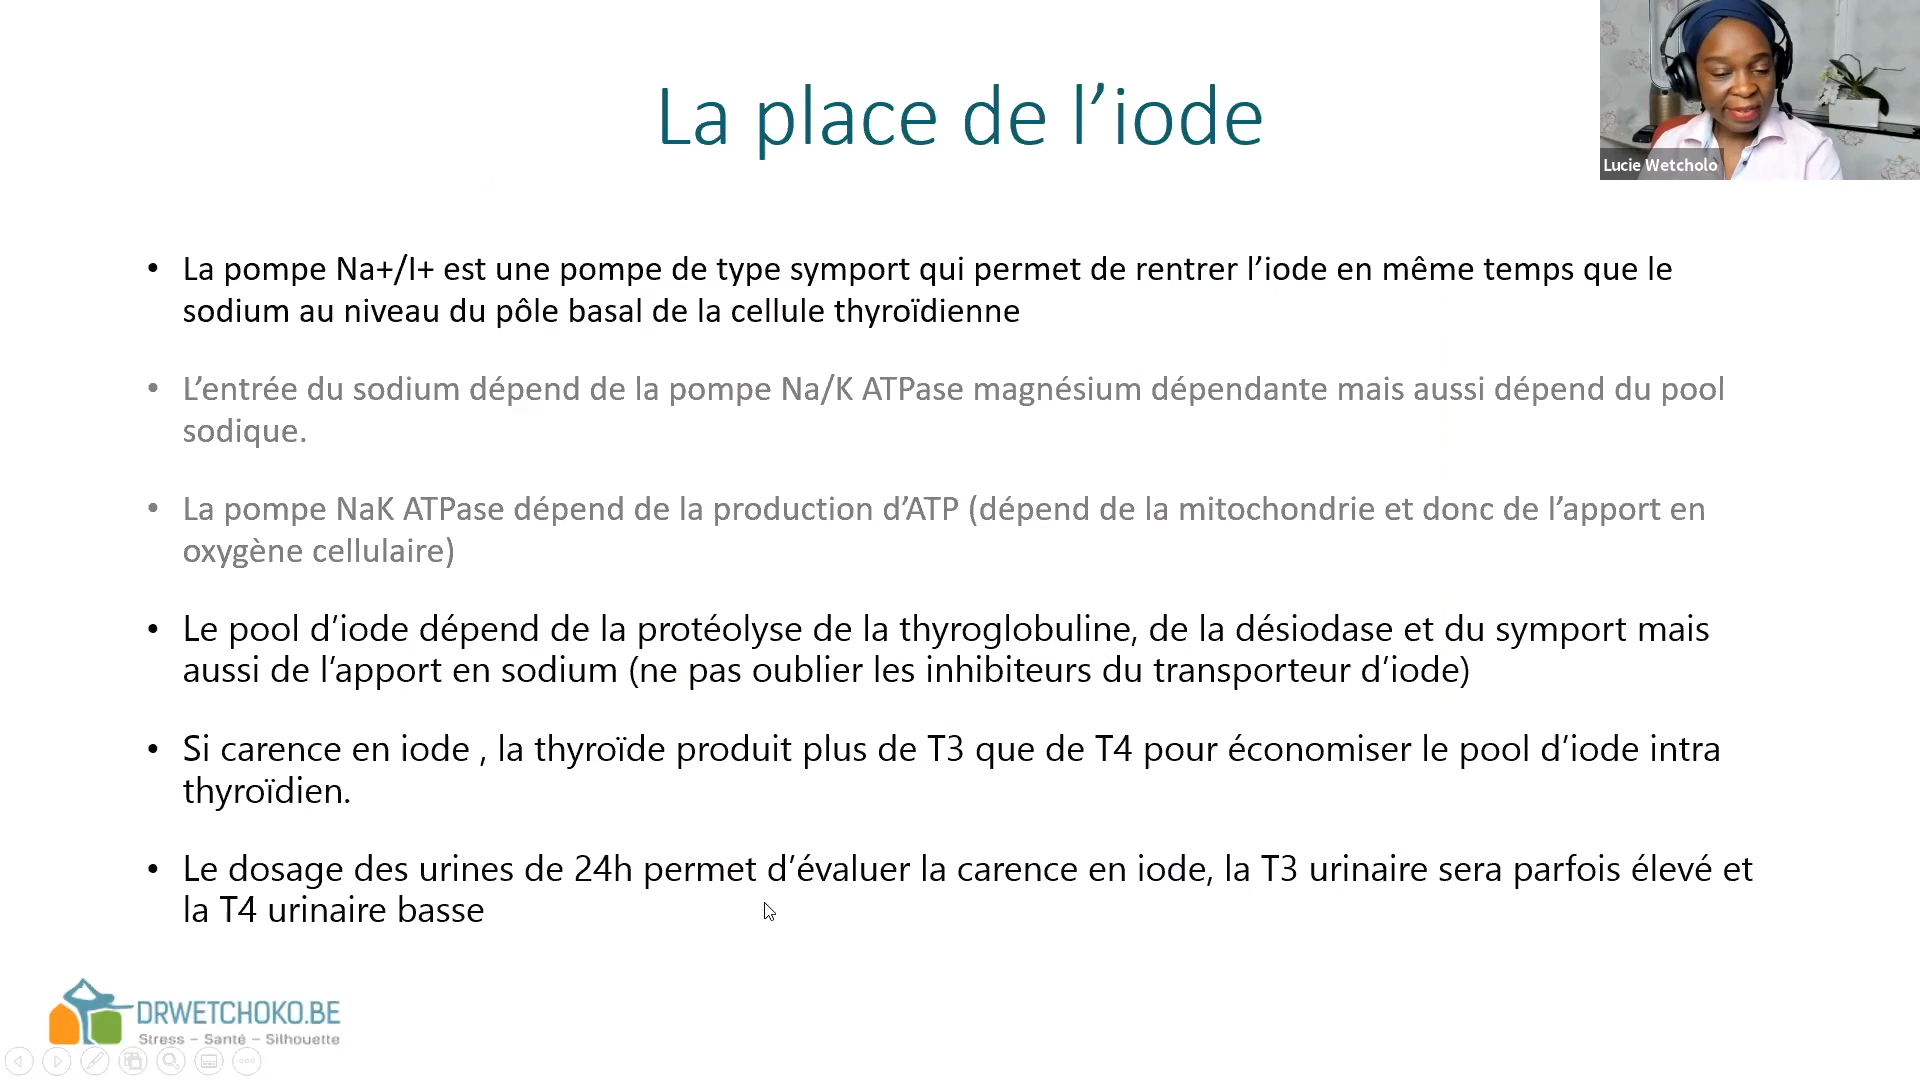 La place de l’iode
Lucie Wetcholo
• La pompe Na+/I+ est une pompe de type symport qui permet de rentrer l’iode en même temps que le
sodium au niveau du pôle basal de la cellule thyroïdienne
• L’entrée du sodium dépend de la pompe Na/K ATPase magnésium dépendante mais aussi dépend du pool
sodique.
• La pompe NaK ATPase dépend de la production d’ATP (dépend de la mitochondrie et donc de l’apport en
oxygène cellulaire)
• Le pool d’iode dépend de la protéolyse de la thyroglobuline, de la désiodase et du symport mais
aussi de l’apport en sodium (ne pas oublier les inhibiteurs du transporteur d’iode)
• Si carence en iode , la thyroïde produit plus de T3 que de T4 pour économiser le pool d’iode intra
thyroïdien.
• Le dosage des urines de 24h permet d’évaluer la carence en iode, la T3 urinaire sera parfois élevé et
la T4 urinaire basse
DRWETCHOKO.BE
Stress – Santé – Silhouette